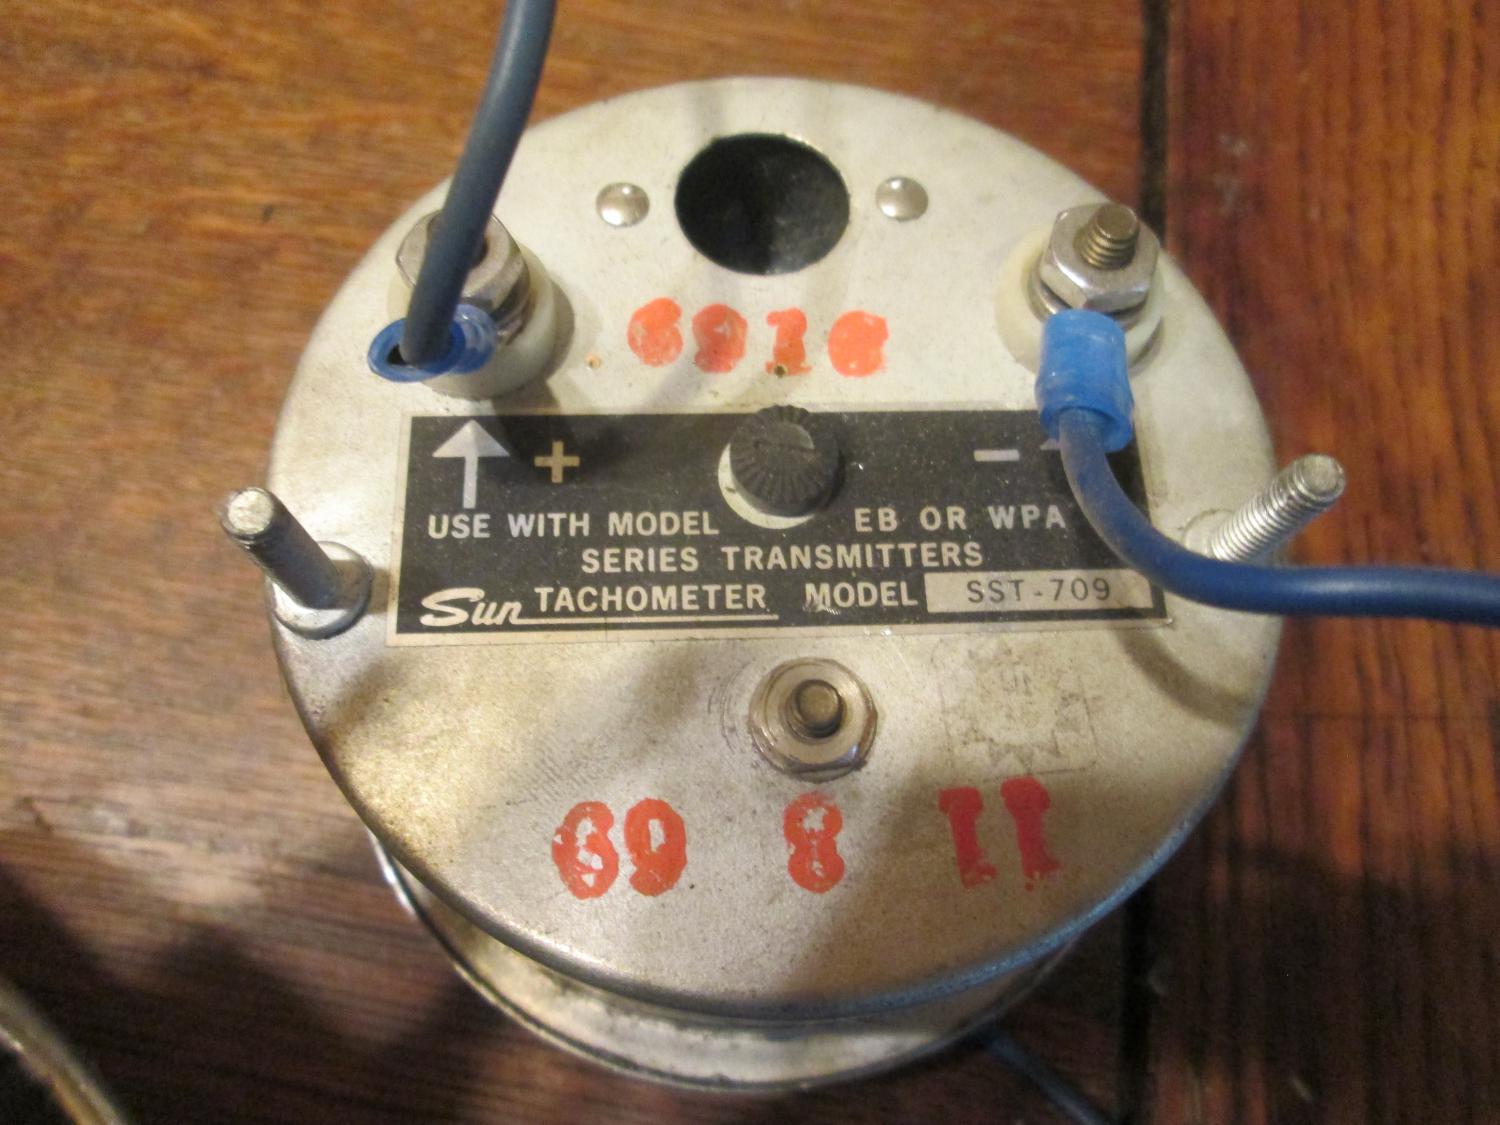 + −
USE WITH MODEL EB OR WPA
SERIES TRANSMITTERS
Sun TACHOMETER MODEL SST-709
11 8 69